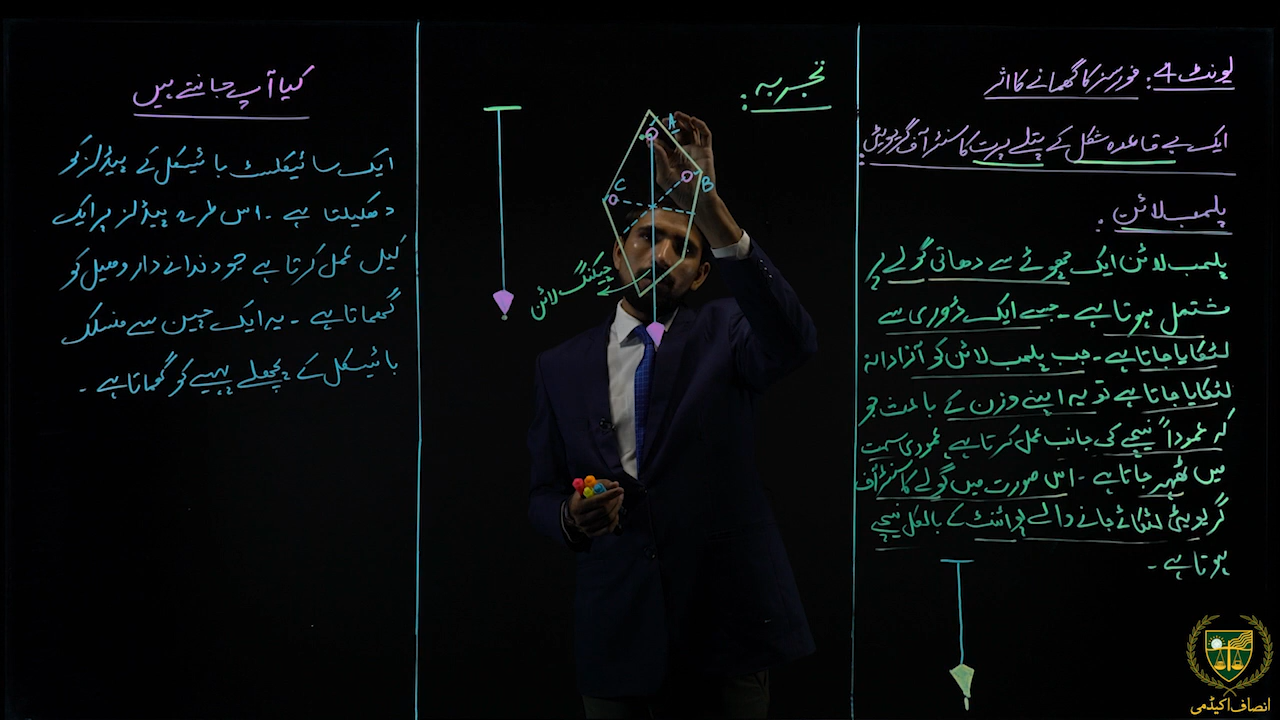 یونٹ 4: فورسز کا گھمانے کا اثر
ایک بے قاعدہ شکل کے پتلے پرت کا سنٹر آف گریویٹی:
پلمب لائن:
پلمب لائن ایک چھوٹے سے دھاتی گولے پر
مشتمل ہوتا ہے۔ جسے ایک ڈوری سے
لٹکایا جاتا ہے۔ جب پلمب لائن کو آزادانہ
لٹکایا جاتا ہے تو یہ اپنے وزن کے باعث جو
کہ عموداً نیچے کی جانب عمل کرتا ہے عمودی سمت
میں ٹھہر جاتا ہے۔ اس صورت میں گولے کا سنٹر آف
گریویٹی لٹکائے جانے والے پوائنٹ کے بالکل نیچے
ہوتا ہے۔
تجربہ:
A
B
C
چیکنگ لائن
کیا آپ جانتے ہیں
ایک سائیکلسٹ بائیسکل کے پیڈلز کو
دھکیلتا ہے۔ اس طرح پیڈلز پر ایک
کپل عمل کرتا ہے جو دندانے دار وھیل کو
گھماتا ہے۔ یہ ایک چین سے منسلک
بائیسکل کے پچھلے پہیے کو گھماتا ہے۔
انصاف اکیڈمی